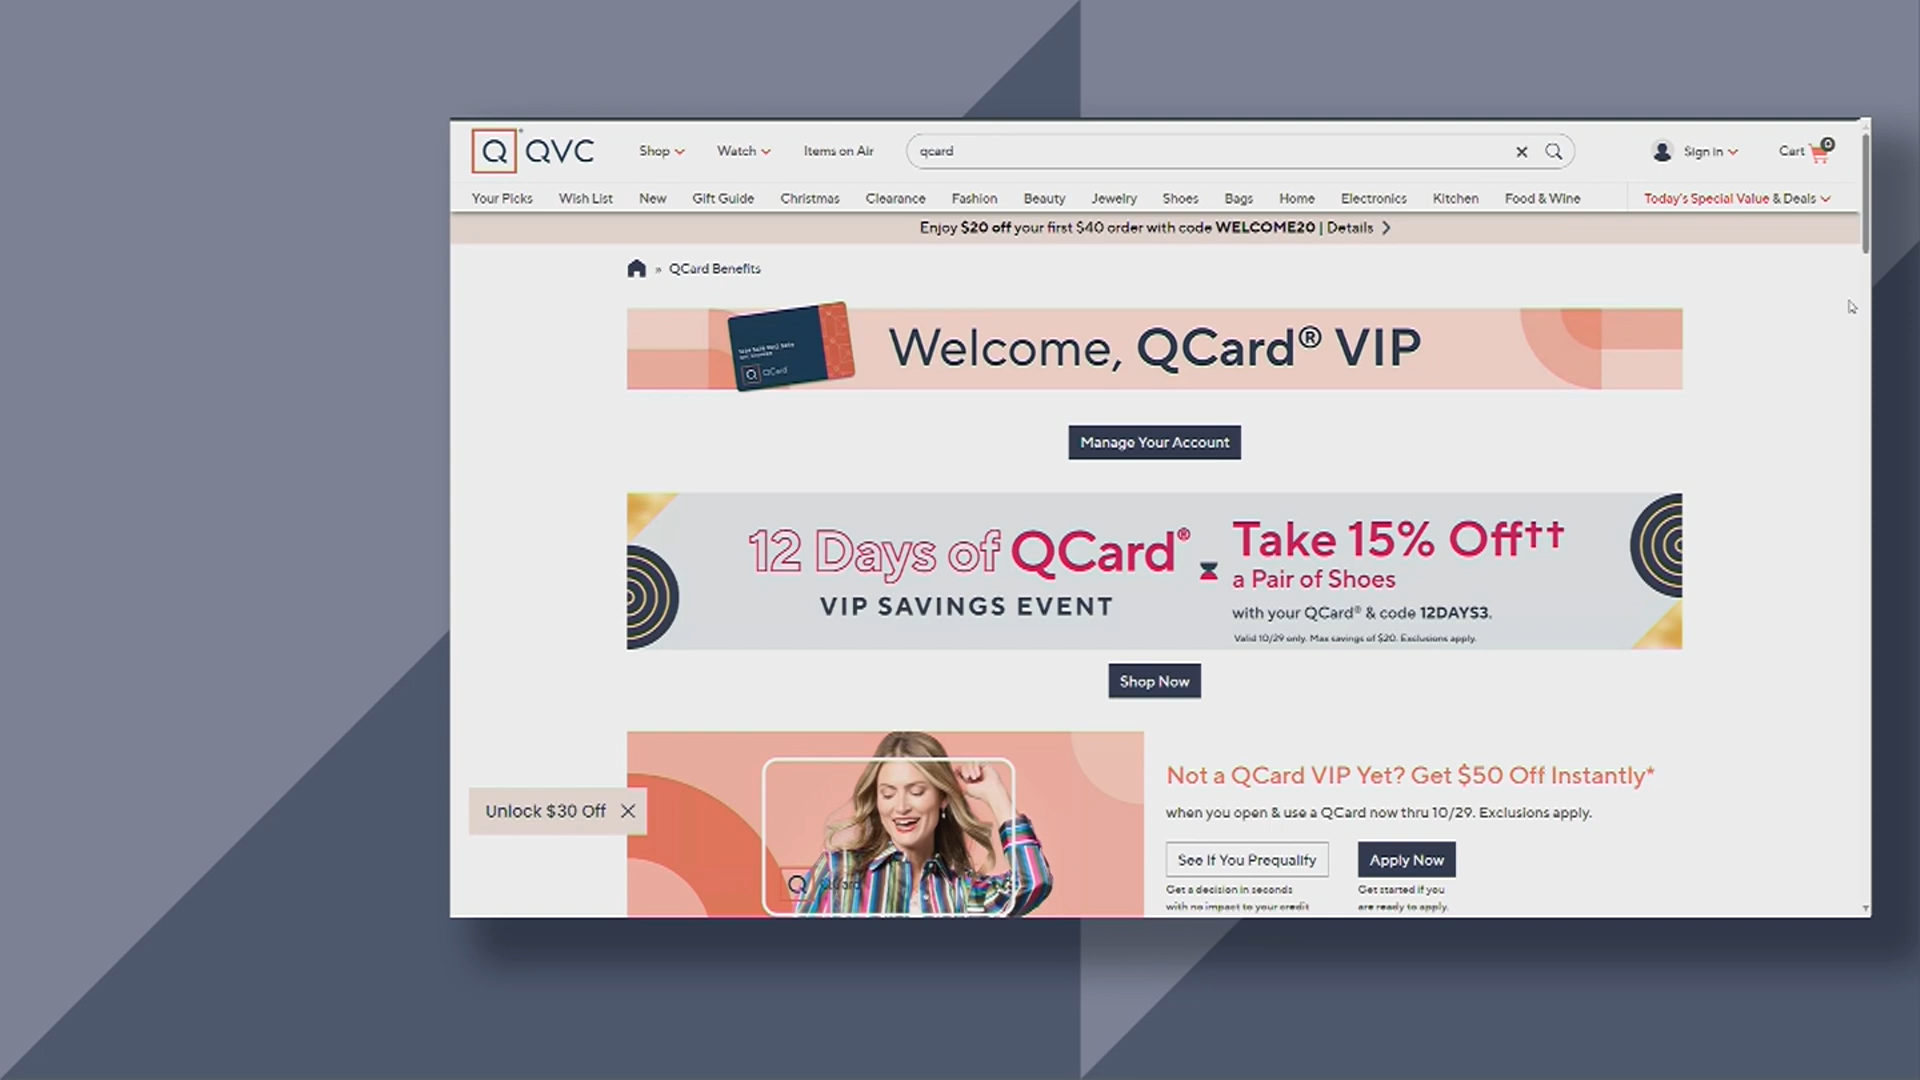 Q QVC
Shop
Watch
Items on Air
qcard
Sign in
Cart 0
Your Picks
Wish List
New
Gift Guide
Christmas
Clearance
Fashion
Beauty
Jewelry
Shoes
Bags
Home
Electronics
Kitchen
Food & Wine
Today's Special Value & Deals
Enjoy $20 off your first $40 order with code WELCOME20 | Details
» QCard Benefits
Q QCard
Welcome, QCard® VIP
Manage Your Account
12 Days of QCard®
VIP SAVINGS EVENT
Take 15% Off††
a Pair of Shoes
with your QCard® & code 12DAYS3.
Valid 10/29 only. Max savings of $20. Exclusions apply.
Shop Now
Unlock $30 Off
Q QCard
Not a QCard VIP Yet? Get $50 Off Instantly*
when you open & use a QCard now thru 10/29. Exclusions apply.
See If You Prequalify
Get a decision in seconds
with no impact to your credit
Apply Now
Get started if you
are ready to apply.